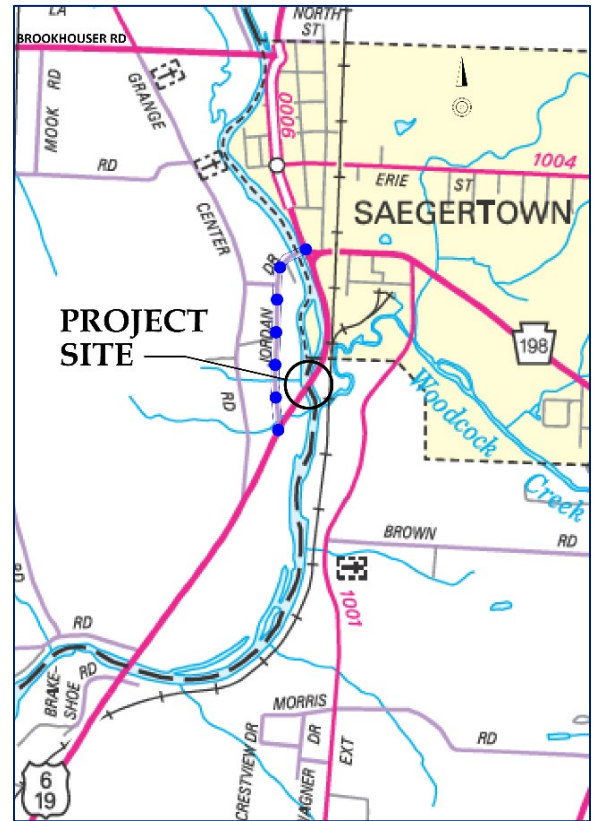 LA
NORTH
ST
BROOKHOUSER RD
MOOK RD
GRANGE
6000
1004
RD
ERIE ST
CENTER
SAEGERTOWN
DR
PROJECT
SITE
JORDAN
198
RD
Woodcock
Creek
BROWN RD
RD
1001
RD
BRAKE-
SHOE RD
MORRIS
RD
CRESTVIEW DR
DR
EXT
6
19